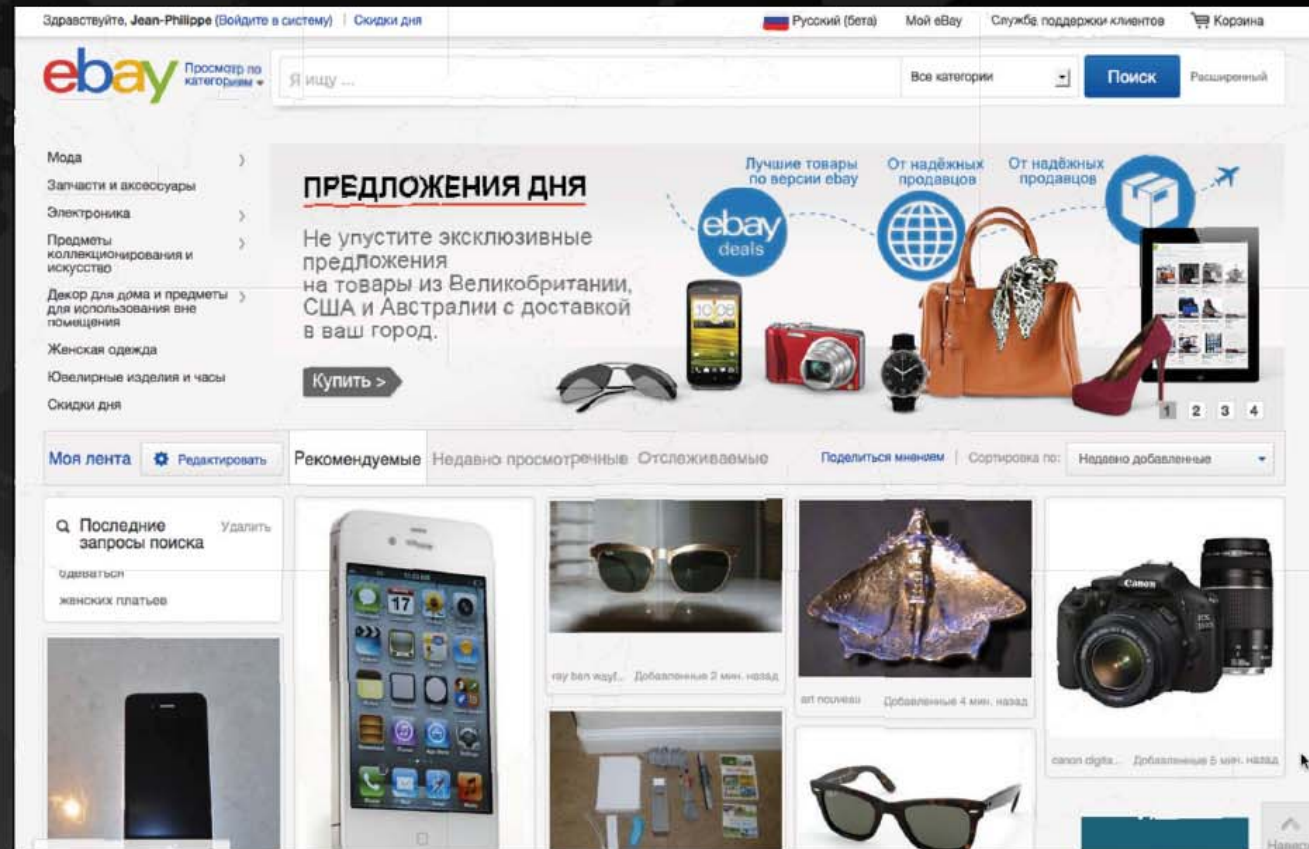 Здравствуйте, Jean-Philippe (Войдите в систему) | Скидки дня
Русский (бета) Мой eBay Службе поддержки клиентов Корзина
ebay
Просмотр по
категориям
Я ищу ...
Все категории
Поиск
Расширенный
Мода
Запчасти и аксессуары
Электроника
Предметы
коллекционирования и
искусство
Декор для дома и предметы
для использования вне
помещения
Женская одежда
Ювелирные изделия и часы
Скидки дня
ПРЕДЛОЖЕНИЯ ДНЯ
Не упустите эксклюзивные
предложения
на товары из Великобритании,
США и Австралии с доставкой
в ваш город.
Купить >
Лучшие товары
по версии ebay
От надёжных
продавцов
От надёжных
продавцов
ebay
deals
10 08
1 2 3 4
Моя лента
Редактировать
Рекомендуемые Недавно просмотренные Отслеживаемые
Поделиться мнением | Сортировка по:
Недавно добавленные
Последние
запросы поиска
Удалить
одеваться
женских платьев
17
Canon
ray ban wayf... Добавленные 2 мин. назад
art nouveau Добавленные 4 мин. назад
canon digita... Добавленные 5 мин. назад